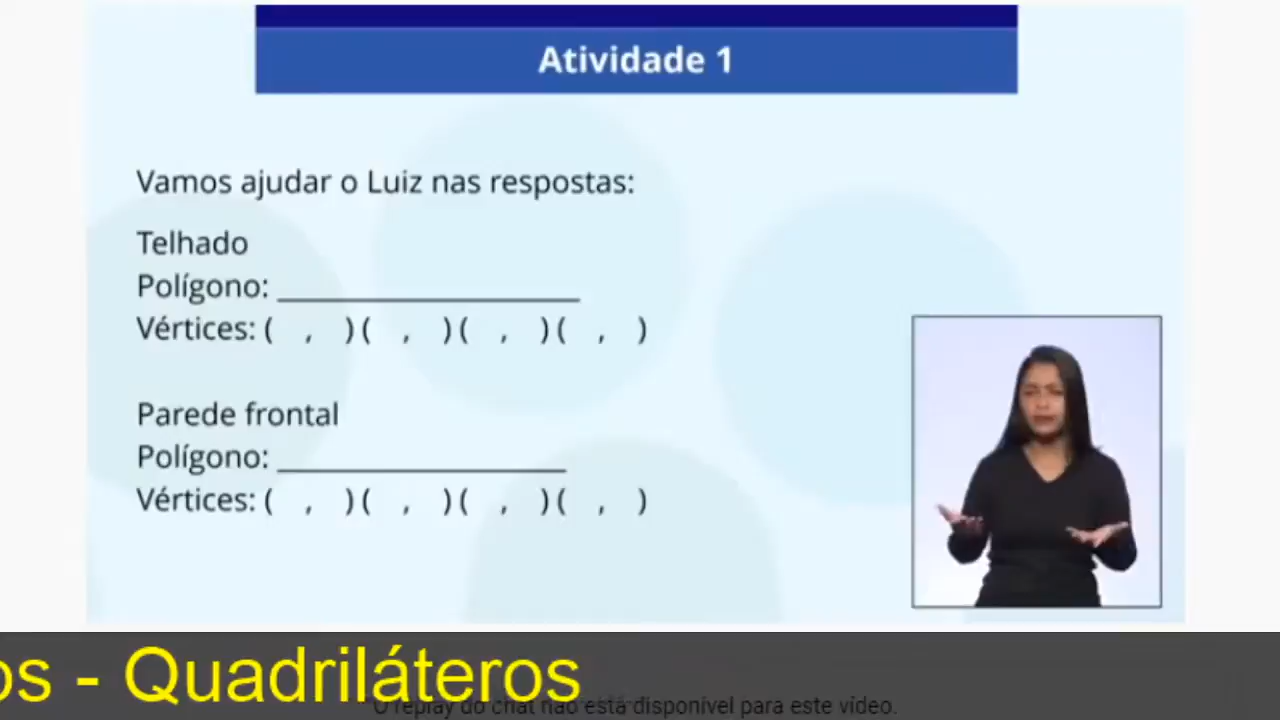 Atividade 1
Vamos ajudar o Luiz nas respostas:
Telhado
Polígono: ____________________
Vértices: ( , ) ( , ) ( , ) ( , )
Parede frontal
Polígono: ___________________
Vértices: ( , ) ( , ) ( , ) ( , )
os - Quadriláteros
O replay do chat não está disponível para este vídeo.